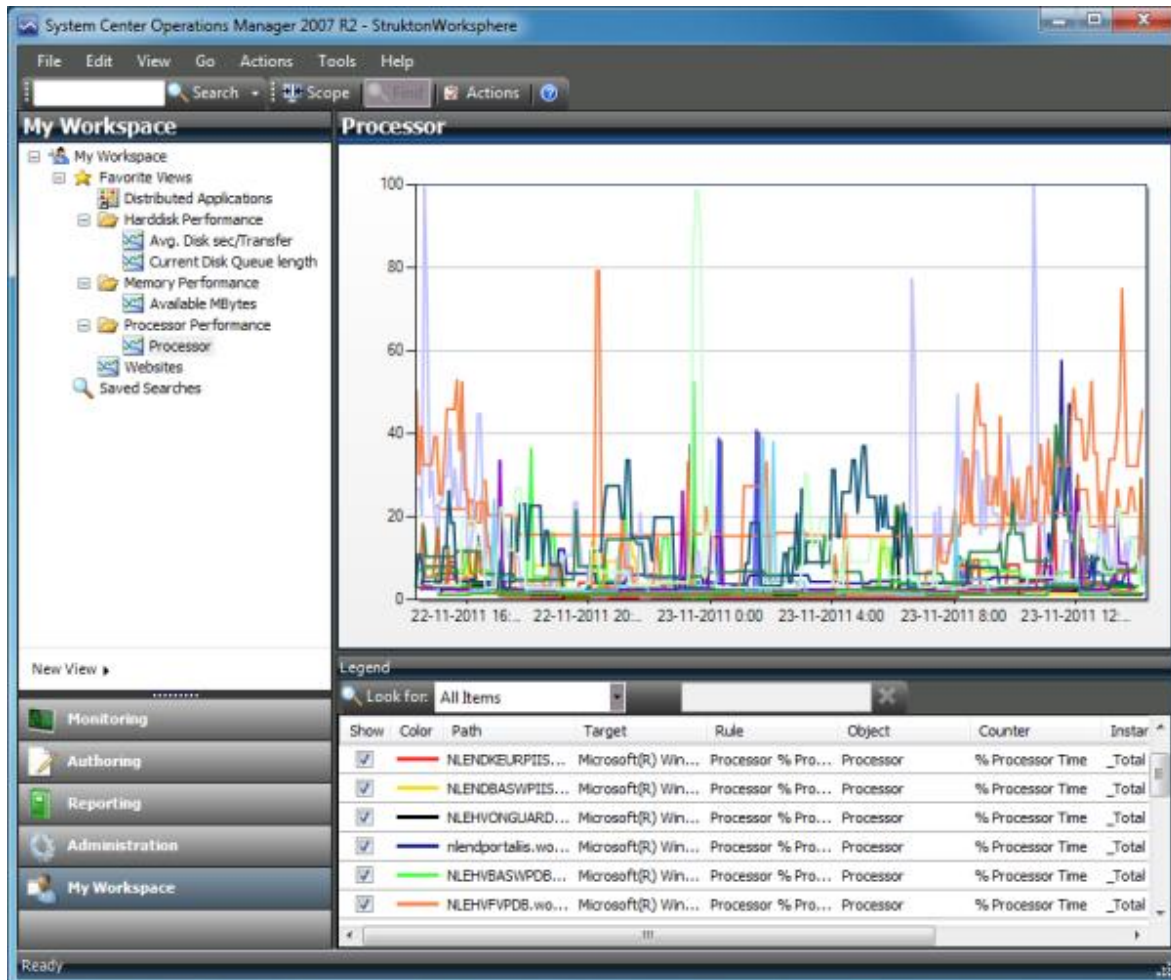 System Center Operations Manager 2007 R2 - StruktonWorksphere
File Edit View Go Actions Tools Help
Search Scope Find Actions
My Workspace
My Workspace
Favorite Views
Distributed Applications
Harddisk Performance
Avg. Disk sec/Transfer
Current Disk Queue length
Memory Performance
Available MBytes
Processor Performance
Processor
Websites
Saved Searches
New View
Monitoring
Authoring
Reporting
Administration
My Workspace
Processor
100
80
60
40
20
0
22-11-2011 16:... 22-11-2011 20:... 23-11-2011 0:00 23-11-2011 4:00 23-11-2011 8:00 23-11-2011 12:...
Legend
Look for: All Items
Show Color Path Target Rule Object Counter Instan
NLENDKEURPIIS... Microsoft(R) Win... Processor % Pro... Processor % Processor Time _Total
NLENDBASWPIIS... Microsoft(R) Win... Processor % Pro... Processor % Processor Time _Total
NLEHVONGUARD... Microsoft(R) Win... Processor % Pro... Processor % Processor Time _Total
nlendportaliis.wo... Microsoft(R) Win... Processor % Pro... Processor % Processor Time _Total
NLEHVBASWPDB... Microsoft(R) Win... Processor % Pro... Processor % Processor Time _Total
NLEHVFVPDB.wo... Microsoft(R) Win... Processor % Pro... Processor % Processor Time _Total
Ready